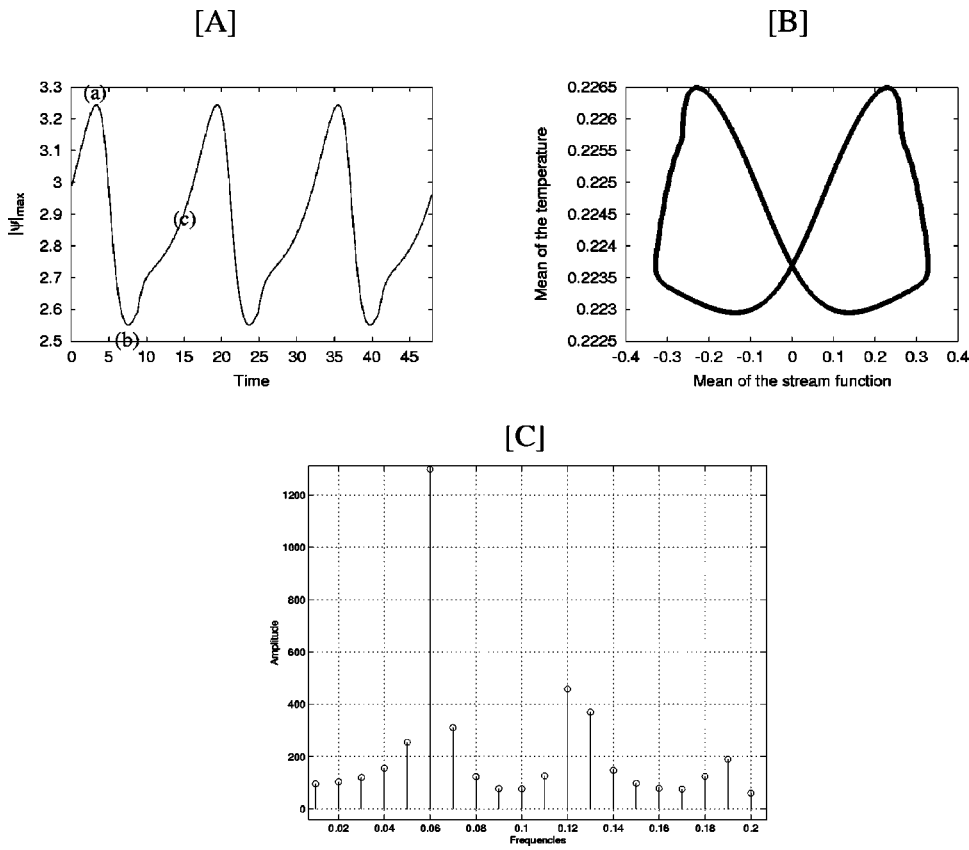 [A]
[B]
3.3
3.2
3.1
3
2.9
2.8
2.7
2.6
2.5
|ψ|max
(a)
(b)
(c)
0 5 10 15 20 25 30 35 40 45
Time
0.2265
0.226
0.2255
0.225
0.2245
0.224
0.2235
0.223
0.2225
Mean of the temperature
-0.4 -0.3 -0.2 -0.1 0 0.1 0.2 0.3 0.4
Mean of the stream function
[C]
1200
1000
800
600
400
200
0
Amplitude
0.02 0.04 0.06 0.08 0.1 0.12 0.14 0.16 0.18 0.2
Frequencies